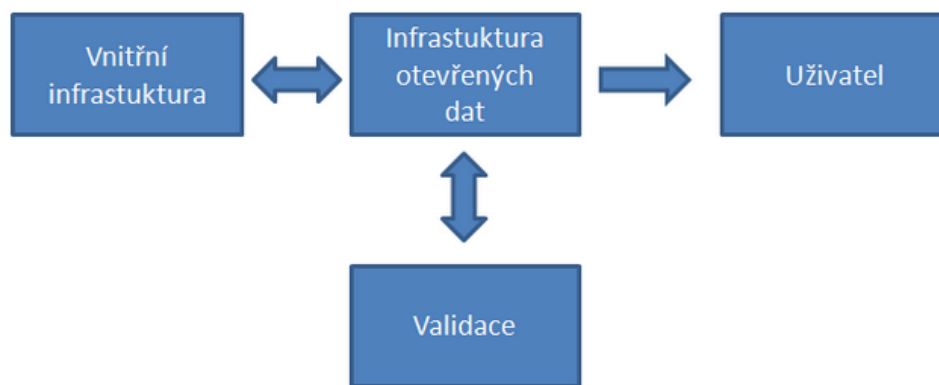 Vnitřní
infrastuktura
Infrastuktura
otevřených
dat
Uživatel
Validace